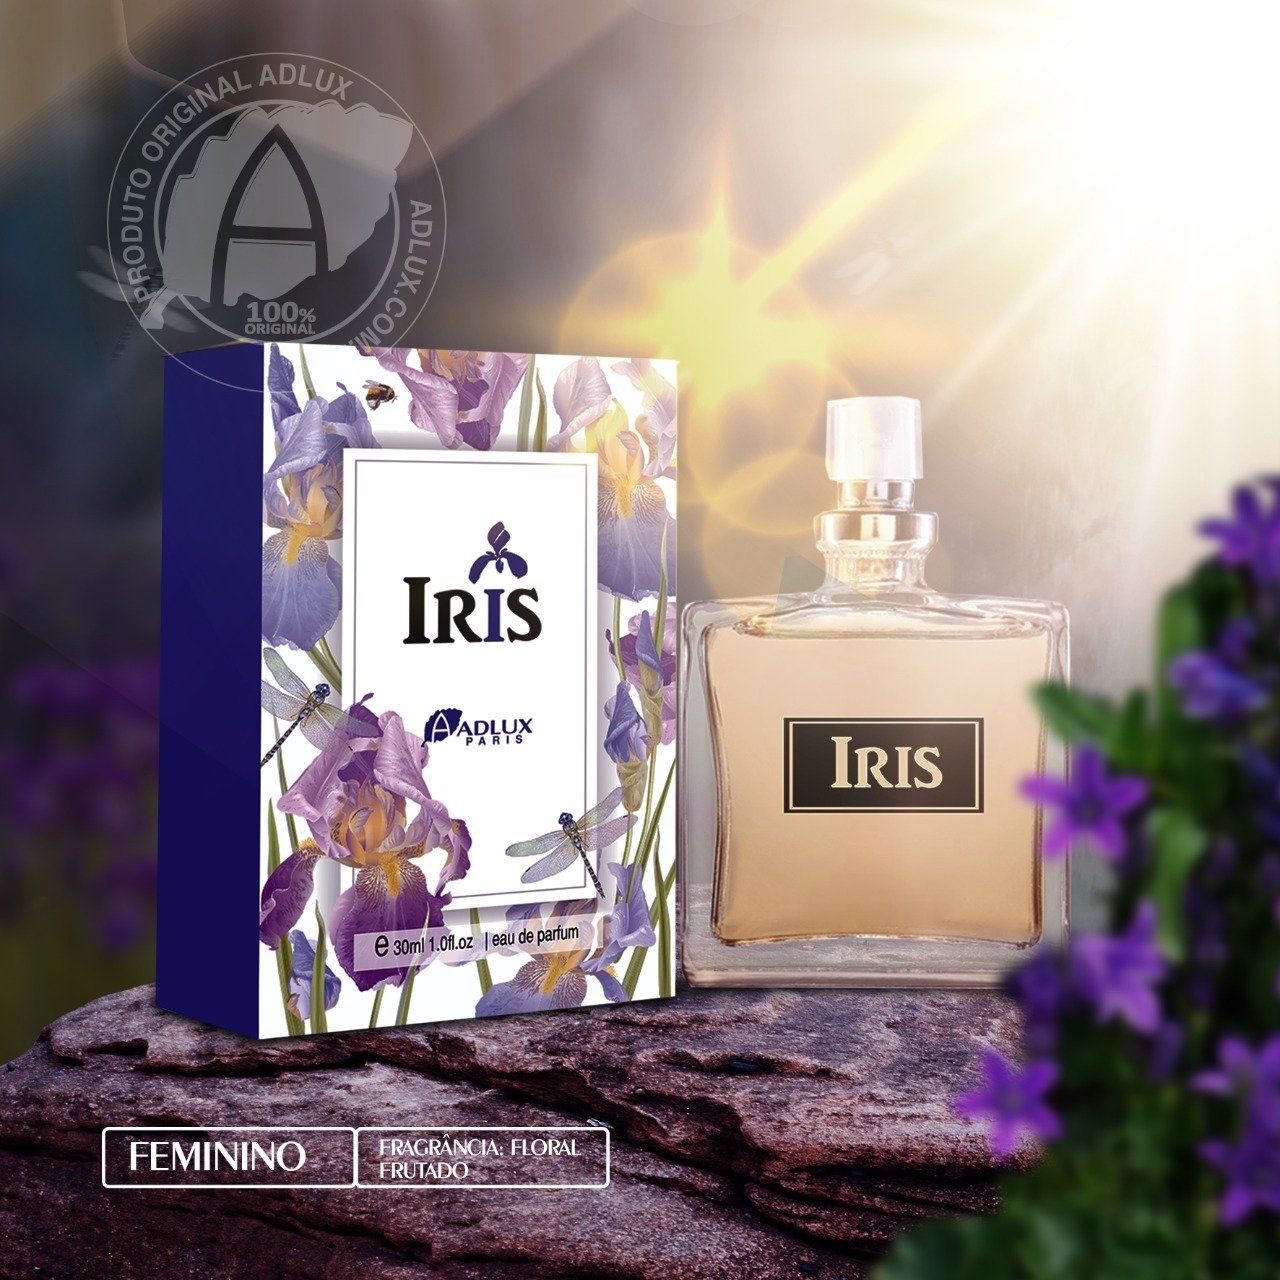 PRODUTO ORIGINAL ADLUX
ADLUX.COM
A
100%
ORIGINAL
IRIS
A ADLUX
PARIS
e 30ml 1.0fl.oz | eau de parfum
IRIS
FEMININO
FRAGRÂNCIA: FLORAL
FRUTADO